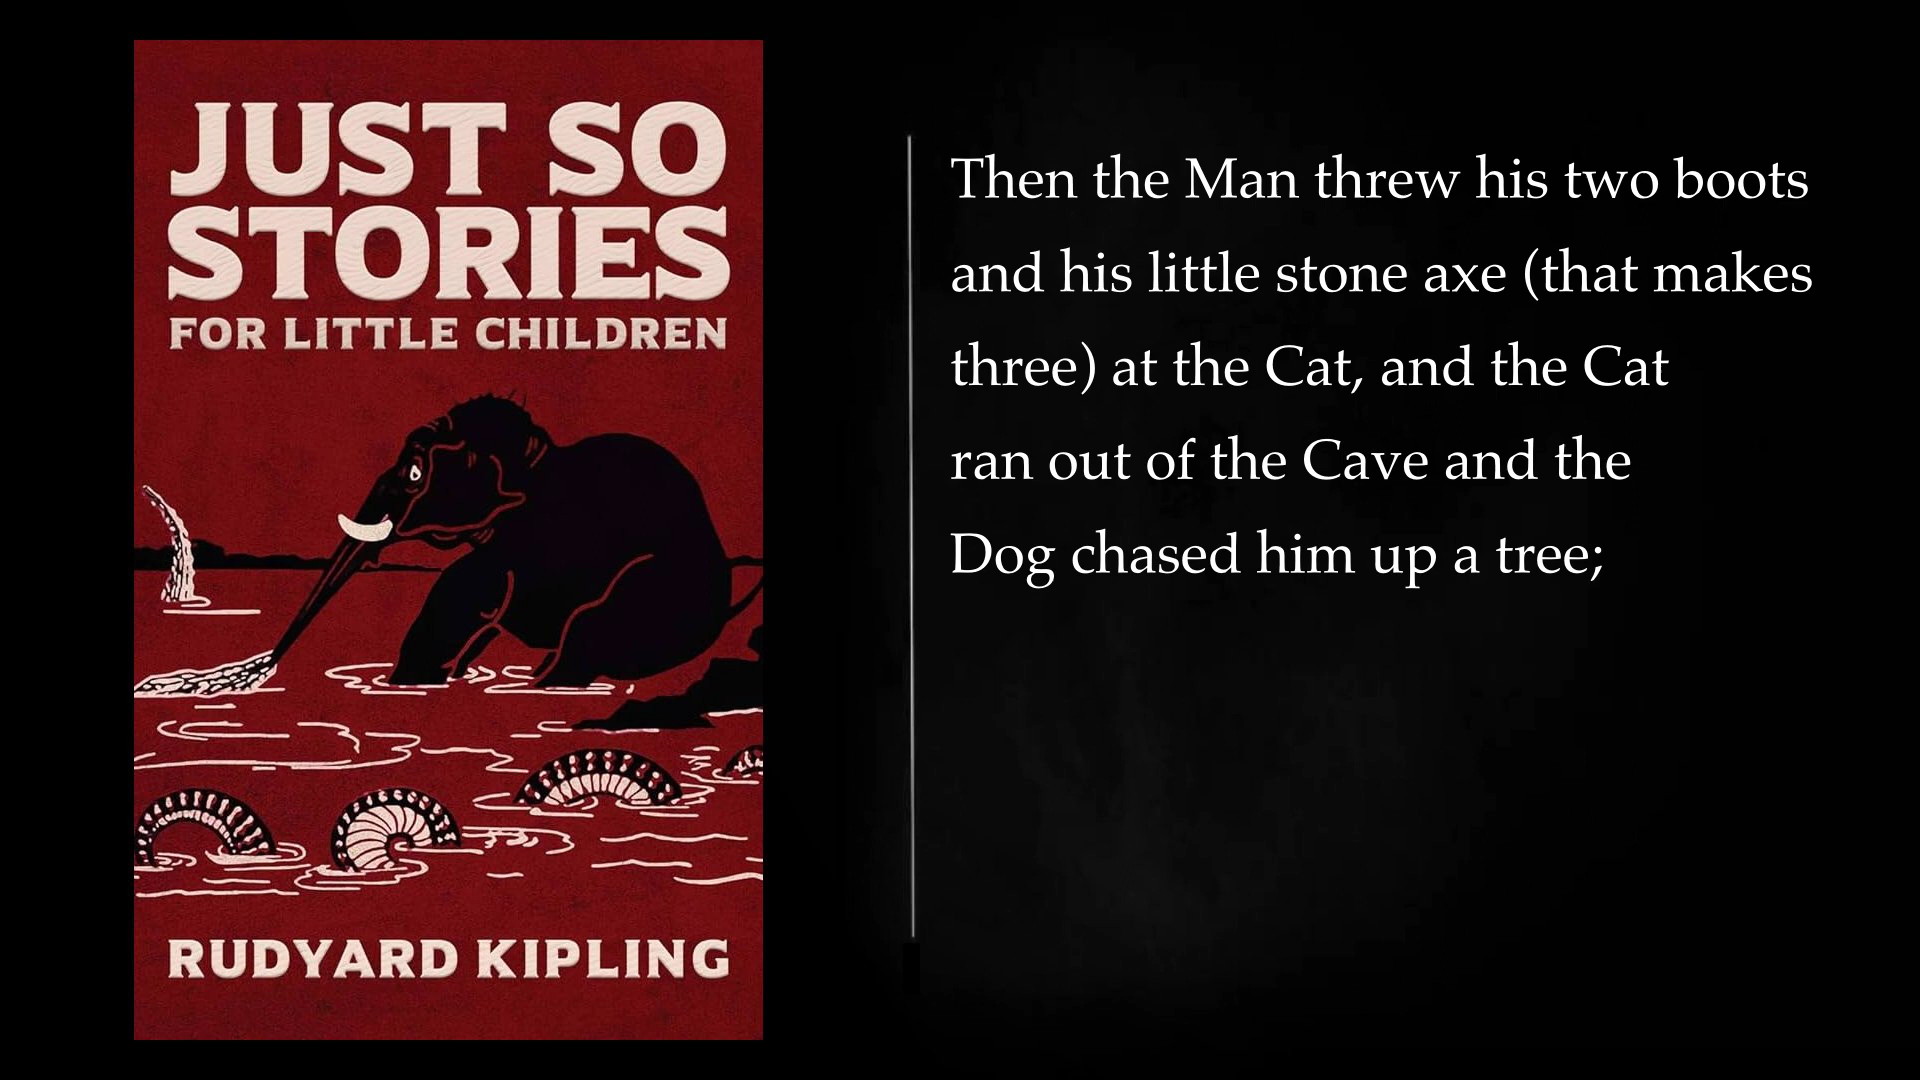 JUST SO
STORIES
FOR LITTLE CHILDREN
RUDYARD KIPLING
Then the Man threw his two boots
and his little stone axe (that makes
three) at the Cat, and the Cat
ran out of the Cave and the
Dog chased him up a tree;